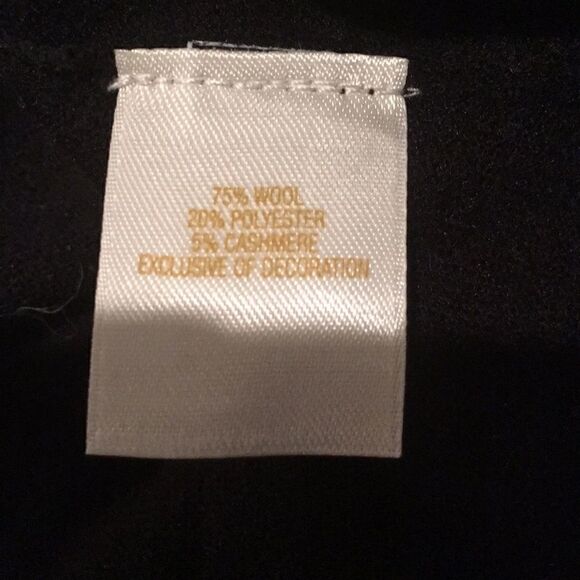 75% WOOL
20% POLYESTER
5% CASHMERE
EXCLUSIVE OF DECORATION